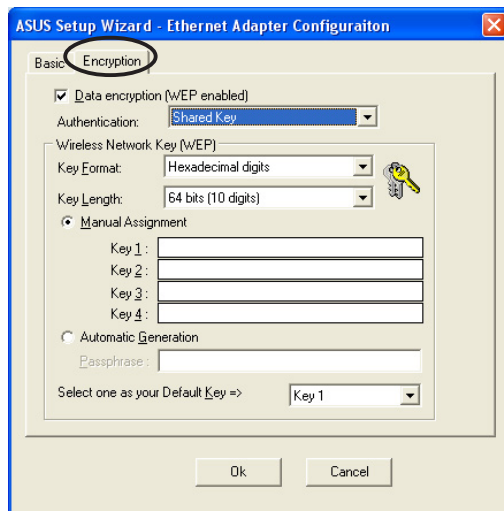 ASUS Setup Wizard - Ethernet Adapter Configuraiton
Basic Encryption
Data encryption (WEP enabled)
Authentication: Shared Key
Wireless Network Key (WEP)
Key Format: Hexadecimal digits
Key Length: 64 bits (10 digits)
Manual Assignment
Key 1 :
Key 2 :
Key 3 :
Key 4 :
Automatic Generation
Passphrase :
Select one as your Default Key => Key 1
Ok Cancel